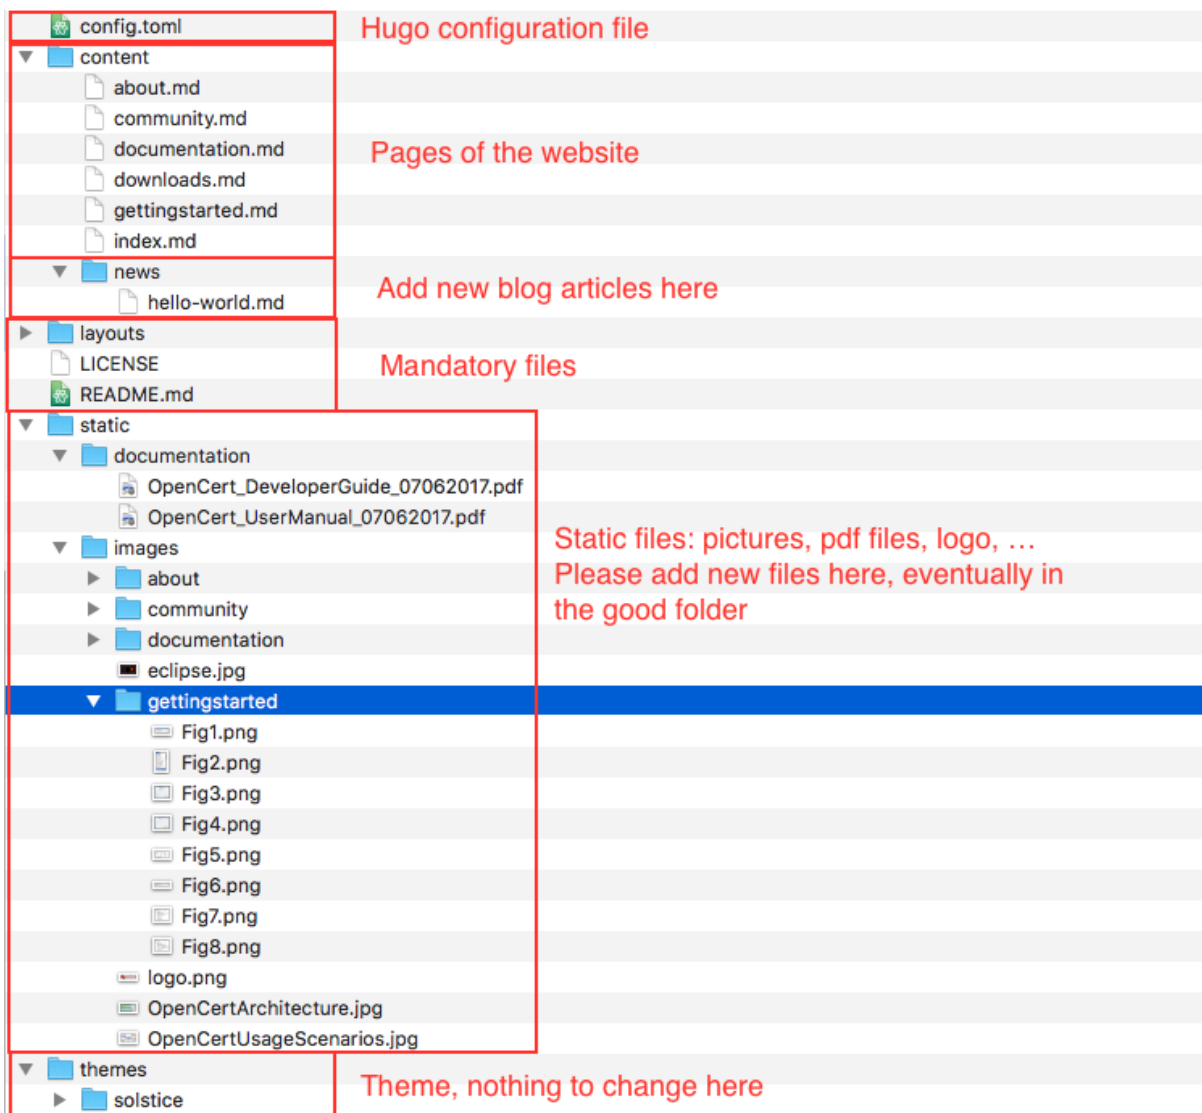 config.toml
Hugo configuration file
content
about.md
community.md
documentation.md
Pages of the website
downloads.md
gettingstarted.md
index.md
news
Add new blog articles here
hello-world.md
layouts
LICENSE
Mandatory files
README.md
static
documentation
OpenCert_DeveloperGuide_07062017.pdf
OpenCert_UserManual_07062017.pdf
images
Static files: pictures, pdf files, logo, …
Please add new files here, eventually in
the good folder
about
community
documentation
eclipse.jpg
gettingstarted
Fig1.png
Fig2.png
Fig3.png
Fig4.png
Fig5.png
Fig6.png
Fig7.png
Fig8.png
logo.png
OpenCertArchitecture.jpg
OpenCertUsageScenarios.jpg
themes
Theme, nothing to change here
solstice